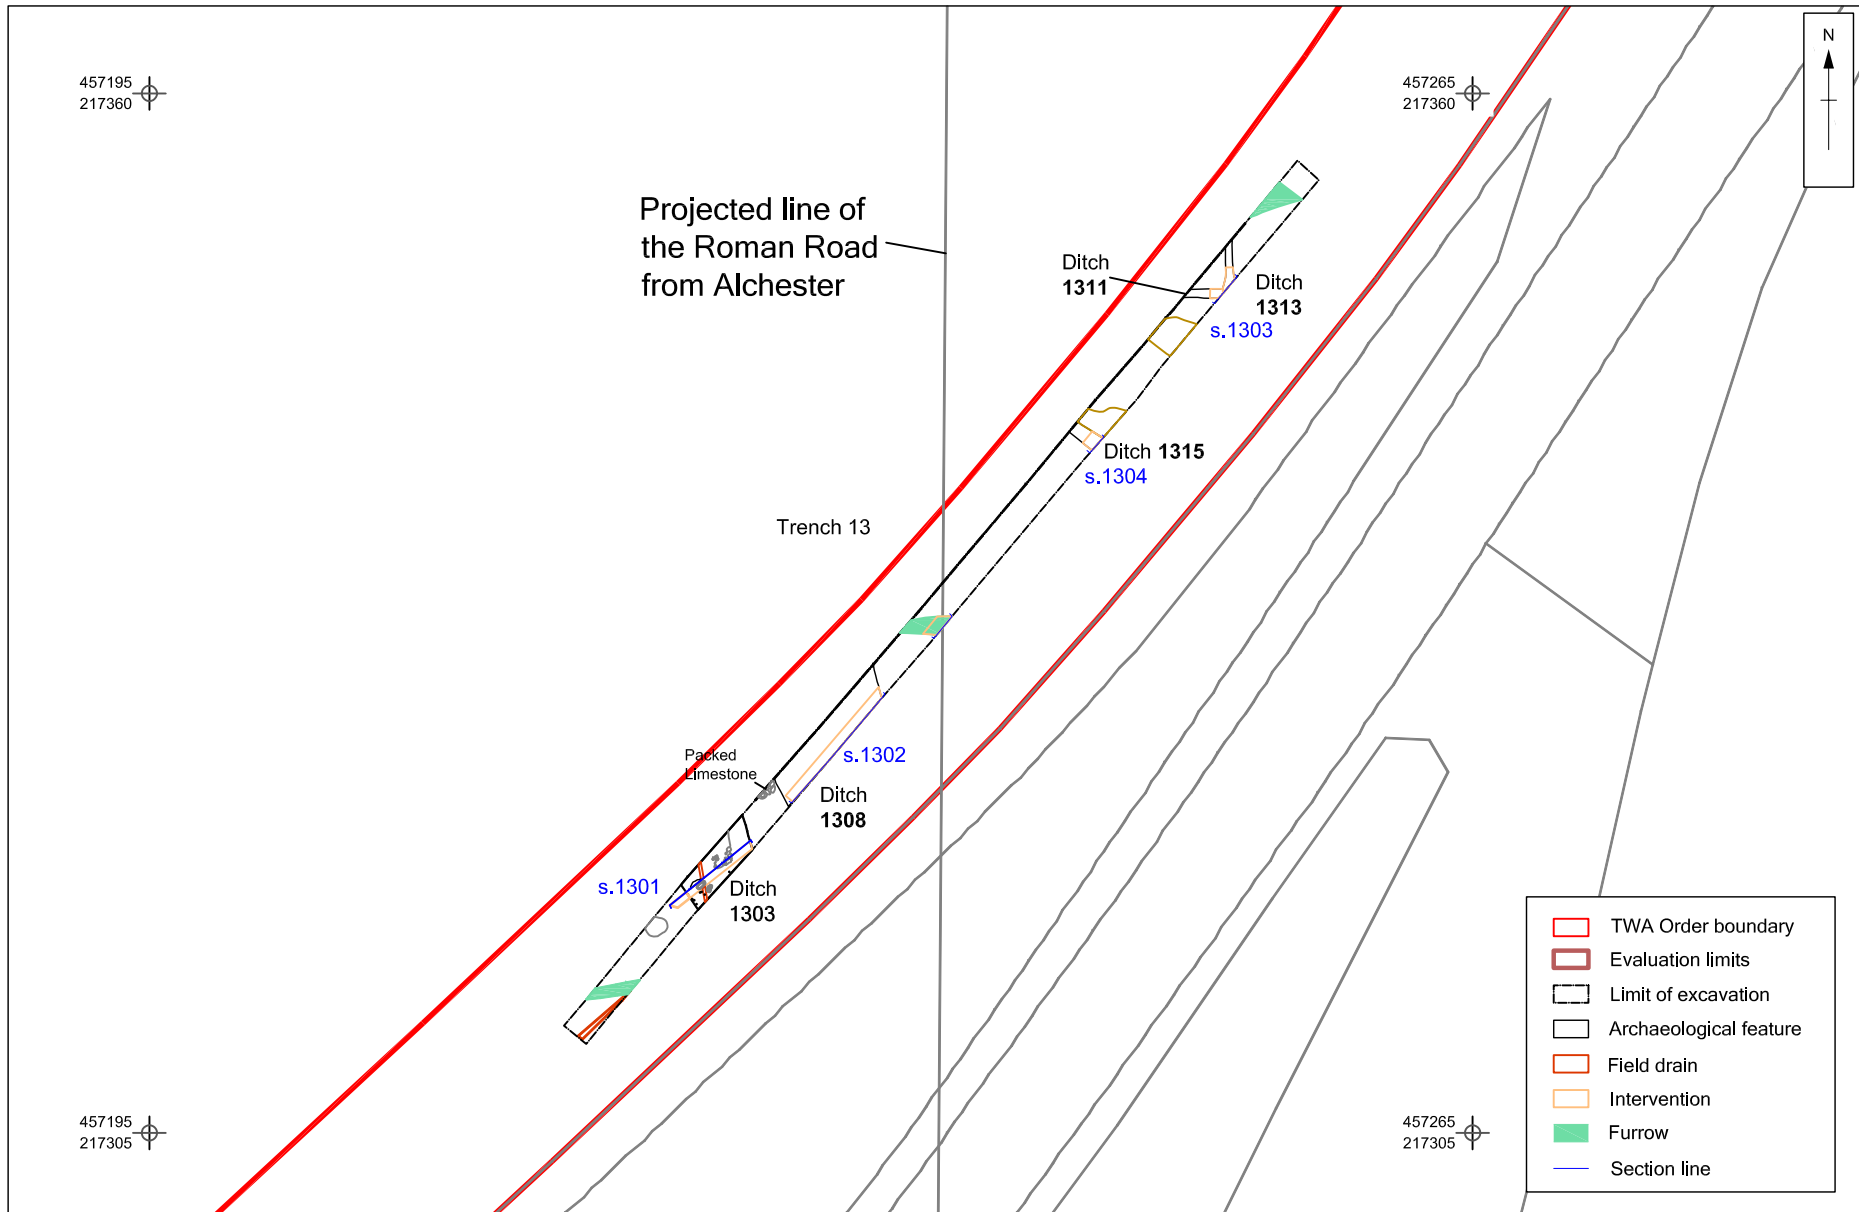 457195
217360
457265
217360
N
Projected line of
the Roman Road
from Alchester
Ditch
1311
Ditch
1313
s.1303
Ditch 1315
s.1304
Trench 13
Packed
Limestone
s.1302
Ditch
1308
s.1301
Ditch
1303
457195
217305
457265
217305
TWA Order boundary
Evaluation limits
Limit of excavation
Archaeological feature
Field drain
Intervention
Furrow
Section line